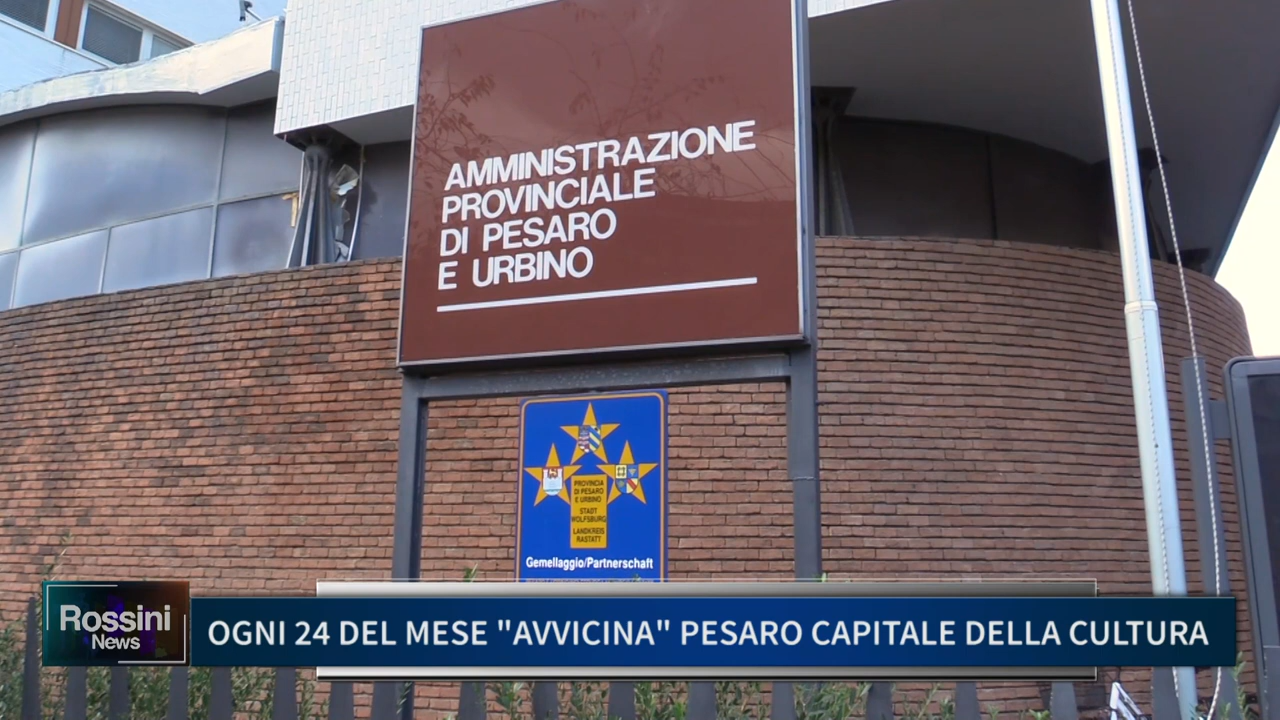 AMMINISTRAZIONE
PROVINCIALE
DI PESARO
E URBINO
PROVINCIA
DI PESARO
E URBINO
STADT
WOLFSBURG
LANDKREIS
RASTATT
Gemellaggio/Partnerschaft
Rossini
News
OGNI 24 DEL MESE "AVVICINA" PESARO CAPITALE DELLA CULTURA